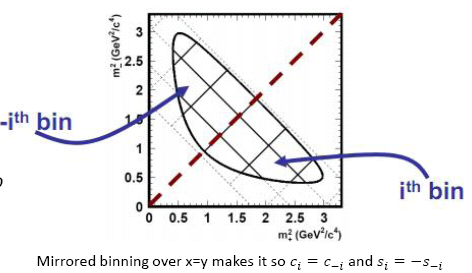 m²₋ (GeV²/c⁴)
3
2.5
2
1.5
1
0.5
0
0 0.5 1 1.5 2 2.5 3
m²₊ (GeV²/c⁴)
-iᵗʰ bin
iᵗʰ bin
Mirrored binning over x=y makes it so cᵢ = c₋ᵢ and sᵢ = −s₋ᵢ